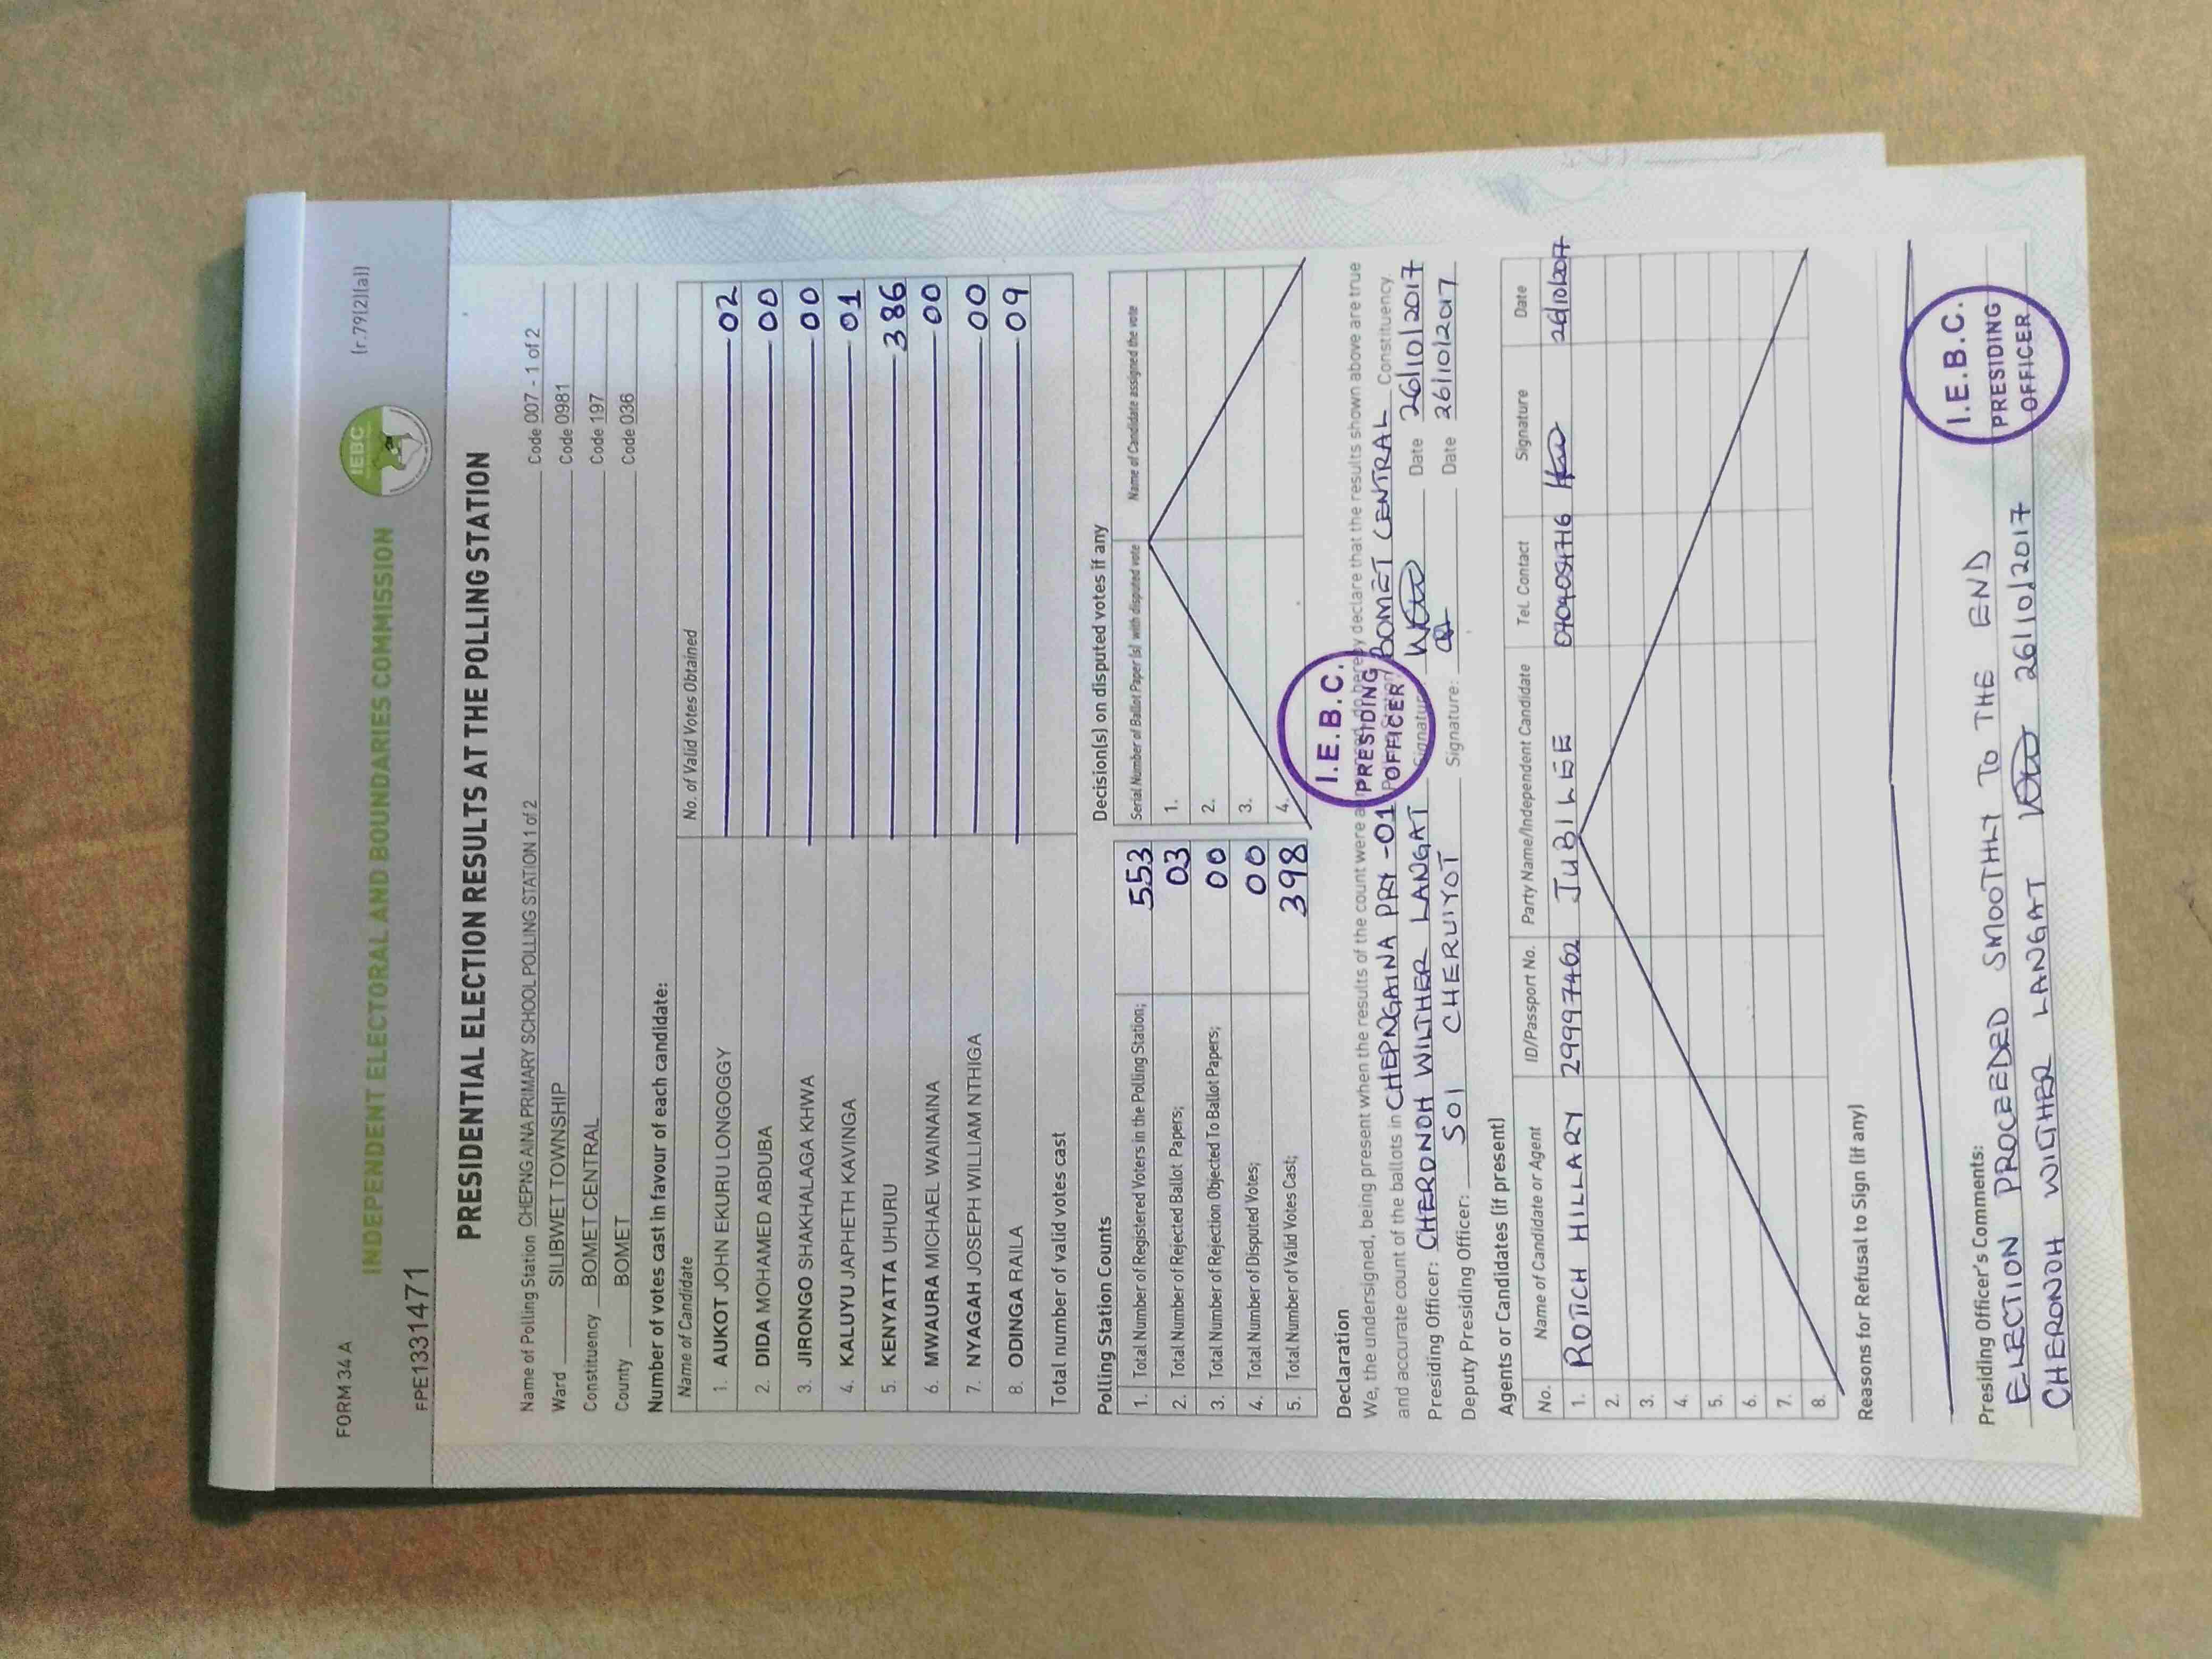 FORM 34 A
(r.79(2)(a))
INDEPENDENT ELECTORAL AND BOUNDARIES COMMISSION
IEBC
FPE1331471
PRESIDENTIAL ELECTION RESULTS AT THE POLLING STATION
Name of Polling Station CHEPNGAINA PRIMARY SCHOOL POLLING STATION 1 of 2 Code 007 - 1 of 2
Ward SILIBWET TOWNSHIP Code 0981
Constituency BOMET CENTRAL Code 197
County BOMET Code 036
Number of votes cast in favour of each candidate:
Name of Candidate No. of Valid Votes Obtained
1. AUKOT JOHN EKURU LONGOGGY 02
2. DIDA MOHAMED ABDUBA 00
3. JIRONGO SHAKHALAGA KHWA 00
4. KALUYU JAPHETH KAVINGA 01
5. KENYATTA UHURU 386
6. MWAURA MICHAEL WAINAINA 00
7. NYAGAH JOSEPH WILLIAM NTHIGA 00
8. ODINGA RAILA 09
Total number of valid votes cast
Polling Station Counts
1. Total Number of Registered Voters in the Polling Station; 553
2. Total Number of Rejected Ballot Papers; 03
3. Total Number of Rejection Objected To Ballot Papers; 00
4. Total Number of Disputed Votes; 00
5. Total Number of Valid Votes Cast; 398
Decision(s) on disputed votes if any
Serial Number of Ballot Paper (s) with disputed vote Name of Candidate assigned the vote
1.
2.
3.
4.
Declaration
We, the undersigned, being present when the results of the count were do hereby declare that the results shown above are true
and accurate count of the ballots in CHEPNGAINA PRY -01 BOMET CENTRAL Constituency.
Presiding Officer: CHERONOH WILTHER LANGAT Signature: Date 26/10/2017
Deputy Presiding Officer: SOI CHERUIYOT Signature: Date 26/10/2017
I.E.B.C.
PRESIDING
OFFICER
Agents or Candidates (if present)
No. Name of Candidate or Agent ID/Passport No. Party Name/Independent Candidate Tel. Contact Signature Date
1. ROTICH HILLARY JUBILEE 26/10/2017
2.
3.
4.
5.
6.
7.
8.
Reasons for Refusal to Sign (if any)
Presiding Officer's Comments:
ELECTION PROCEEDED SMOOTHLY TO THE END
CHERONOH WILTHER LANGAT 26/10/2017
I.E.B.C.
PRESIDING
OFFICER